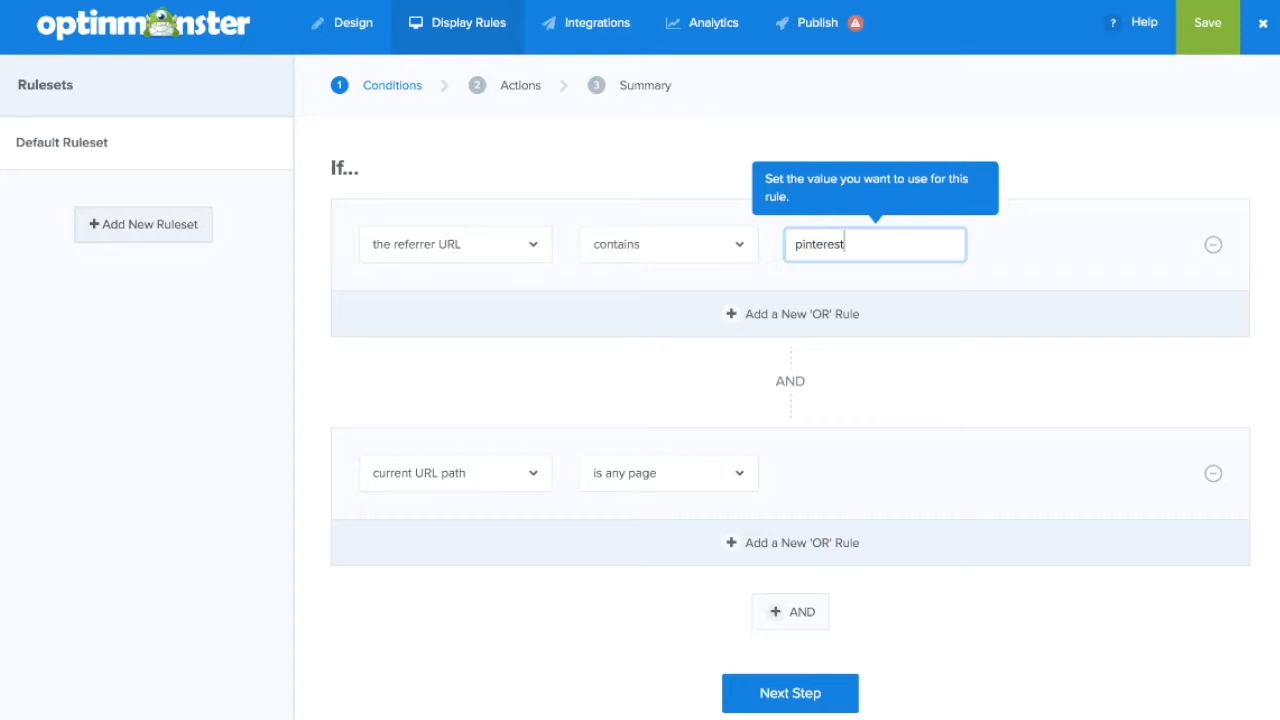 optinmonster
Design
Display Rules
Integrations
Analytics
Publish
? Help
Save
Rulesets
1 Conditions
2 Actions
3 Summary
Default Ruleset
+ Add New Ruleset
If...
Set the value you want to use for this
rule.
the referrer URL
contains
pinterest
+ Add a New 'OR' Rule
AND
current URL path
is any page
+ Add a New 'OR' Rule
+ AND
Next Step